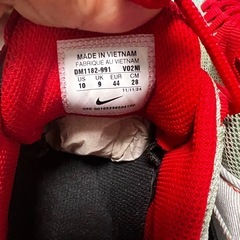 MADE IN VIETNAM
FABRIQUE AU VIETNAM
DM1182-991 VO2NI
US UK EUR CM
10 9 44 28
11/11/24